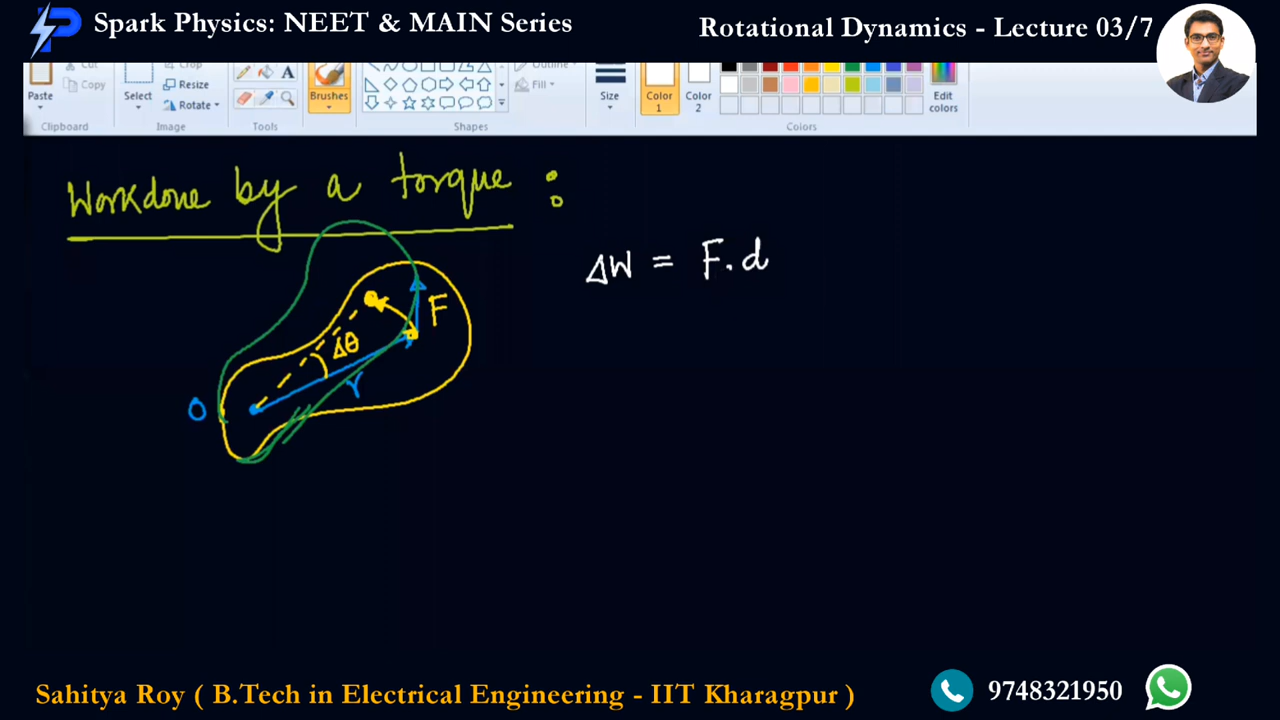 Spark Physics: NEET & MAIN Series
Rotational Dynamics - Lecture 03/7
Paste
Cut
Copy
Select
Crop
Resize
Rotate
A
Brushes
Outline
Fill
Size
Color
1
Color
2
Edit
colors
Clipboard
Image
Tools
Shapes
Colors
Workdone by a torque :
ΔW = F.d
F
Δθ
r
O
Sahitya Roy ( B.Tech in Electrical Engineering - IIT Kharagpur )
9748321950